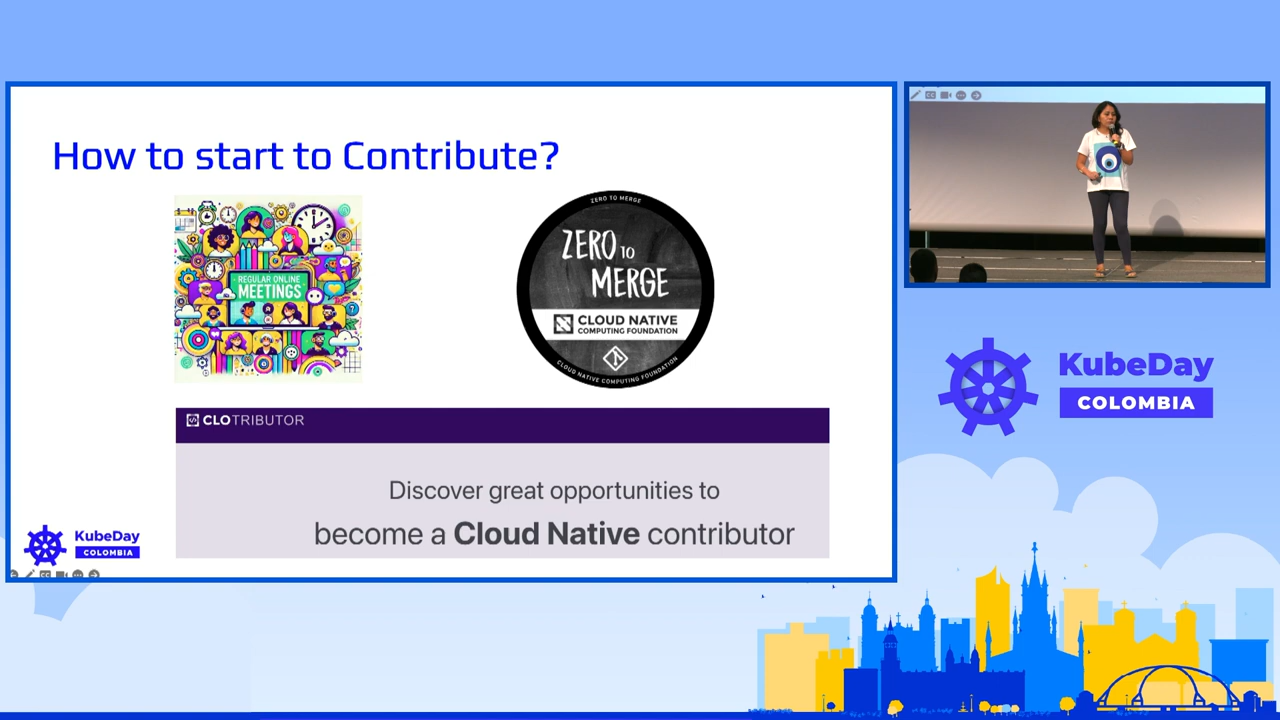 How to start to Contribute?
REGULAR ONLINE
MEETINGS
ZERO TO MERGE
ZERO TO
MERGE
CLOUD NATIVE
COMPUTING FOUNDATION
CLOUD NATIVE COMPUTING FOUNDATION
CLOTRIBUTOR
Discover great opportunities to
become a Cloud Native contributor
KubeDay
COLOMBIA
KubeDay
COLOMBIA